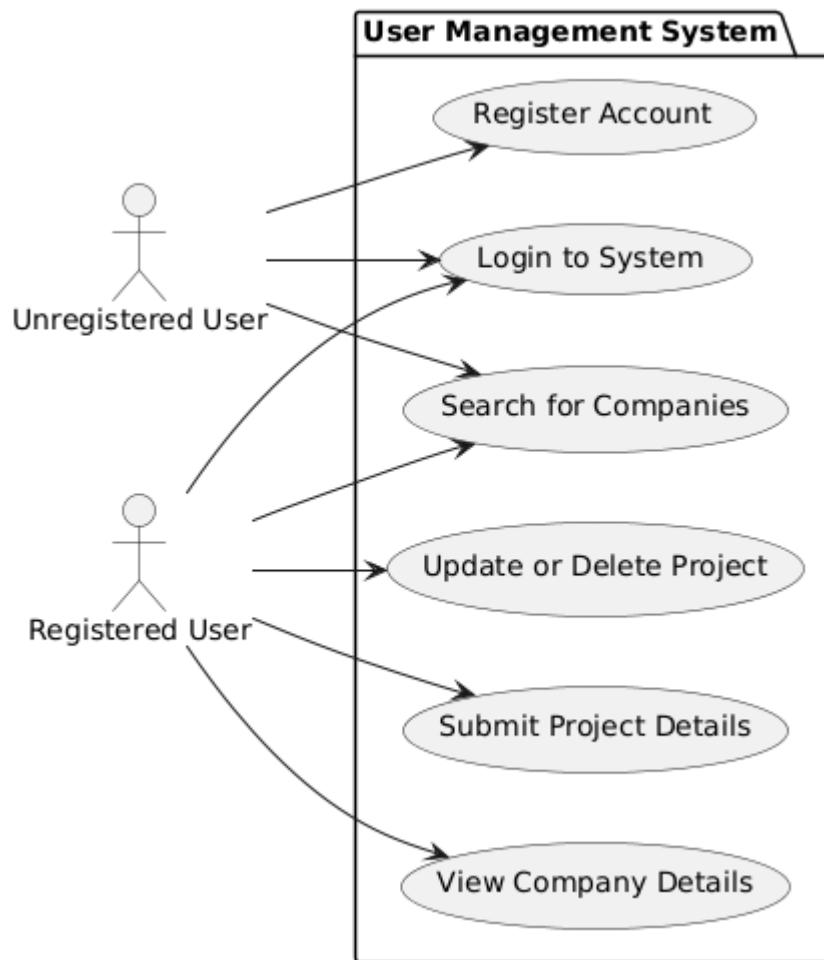 User Management System
Register Account
Login to System
Unregistered User
Search for Companies
Update or Delete Project
Registered User
Submit Project Details
View Company Details